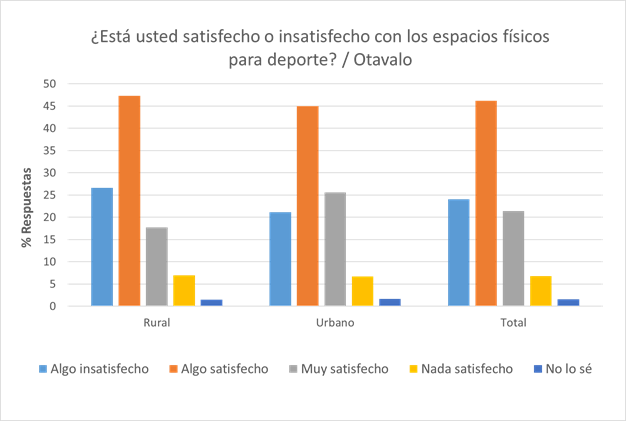 ¿Está usted satisfecho o insatisfecho con los espacios físicos
para deporte? / Otavalo
% Respuestas
50
45
40
35
30
25
20
15
10
5
0
Rural Urbano Total
Algo insatisfecho Algo satisfecho Muy satisfecho Nada satisfecho No lo sé